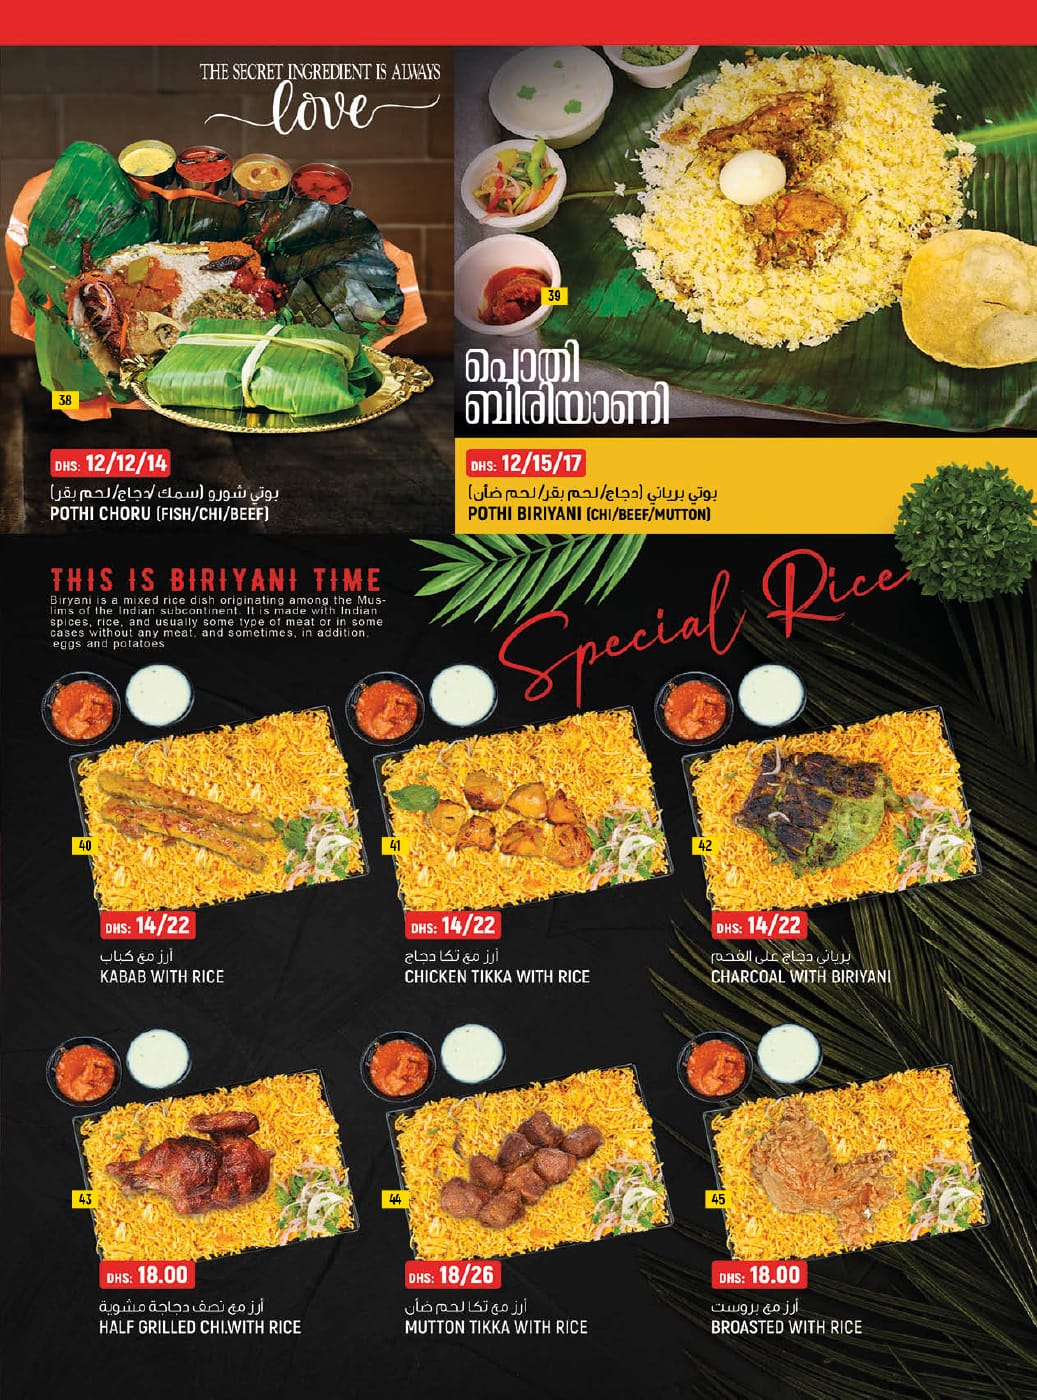 THE SECRET INGREDIENT IS ALWAYS
love
38
DHS: 12/12/14
بوتي شورو (سمك /دجاج/لحم بقر)
POTHI CHORU (FISH/CHI/BEEF)
39
പൊതി
ബിരിയാണി
DHS: 12/15/17
بوتي برياني (دجاج/لحم بقر/لحم ضأن)
POTHI BIRIYANI (CHI/BEEF/MUTTON)
THIS IS BIRIYANI TIME
Biryani is a mixed rice dish originating among the Mus-
lims of the Indian subcontinent. It is made with Indian
spices, rice, and usually some type of meat or in some
cases without any meat, and sometimes, in addition,
.eggs and potatoes
Special Rice
40
DHS: 14/22
أرز مع كباب
KABAB WITH RICE
41
DHS: 14/22
أرز مع تكا دجاج
CHICKEN TIKKA WITH RICE
42
DHS: 14/22
برياني دجاج على الفحم
CHARCOAL WITH BIRIYANI
43
DHS: 18.00
أرز مع نصف دجاجة مشوية
HALF GRILLED CHI.WITH RICE
44
DHS: 18/26
أرز مع تكا لحم ضأن
MUTTON TIKKA WITH RICE
45
DHS: 18.00
أرز مع بروست
BROASTED WITH RICE